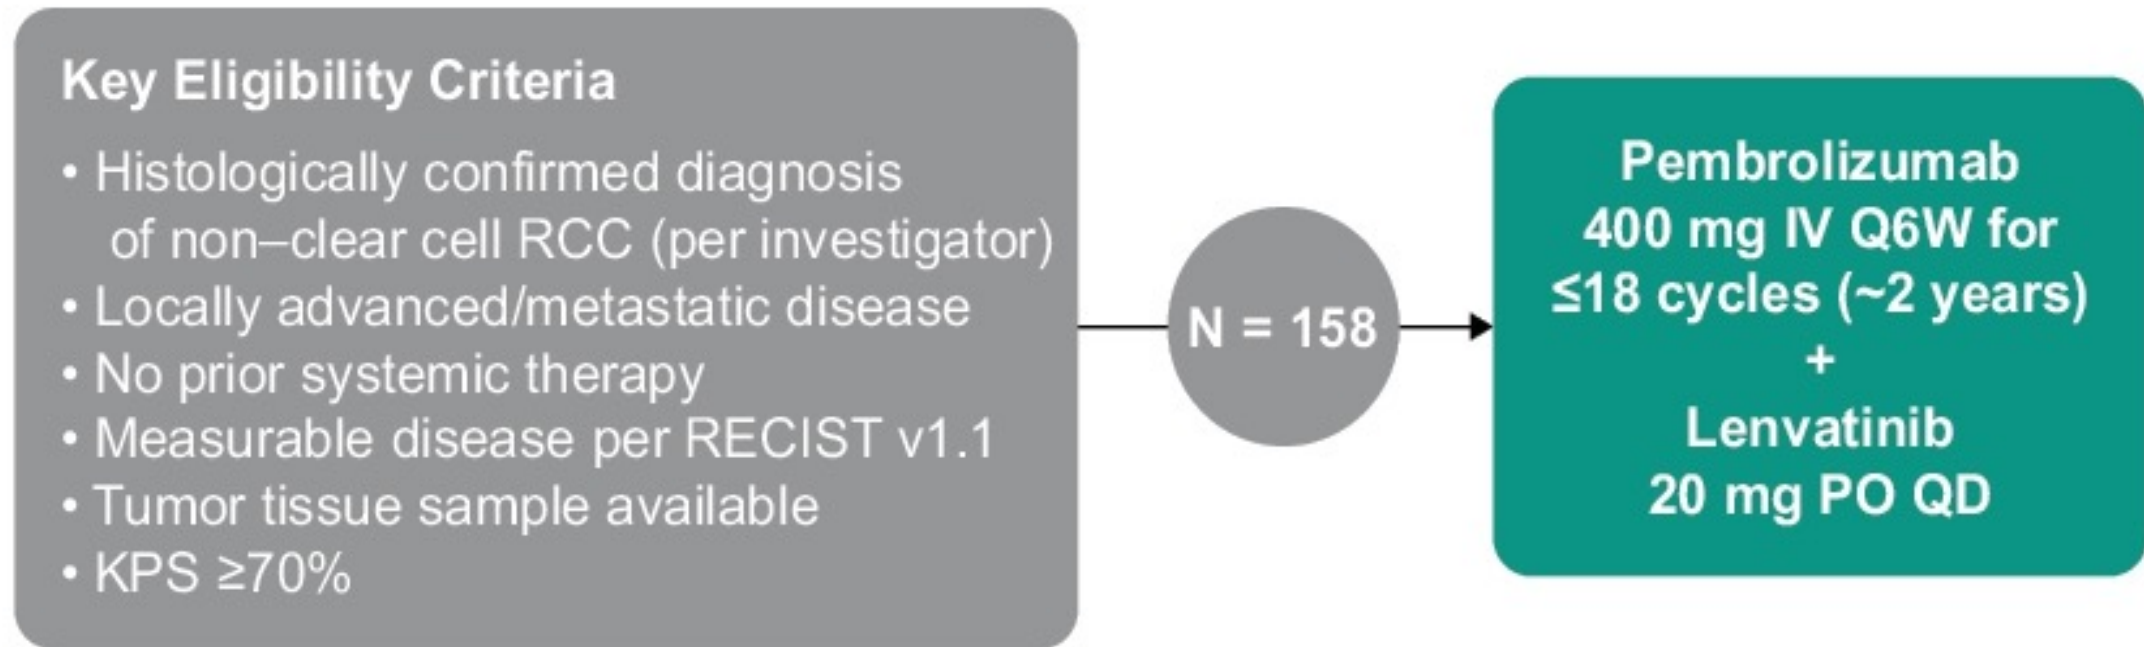 Key Eligibility Criteria
• Histologically confirmed diagnosis
of non–clear cell RCC (per investigator)
• Locally advanced/metastatic disease
• No prior systemic therapy
• Measurable disease per RECIST v1.1
• Tumor tissue sample available
• KPS ≥70%
N = 158
Pembrolizumab
400 mg IV Q6W for
≤18 cycles (~2 years)
+
Lenvatinib
20 mg PO QD